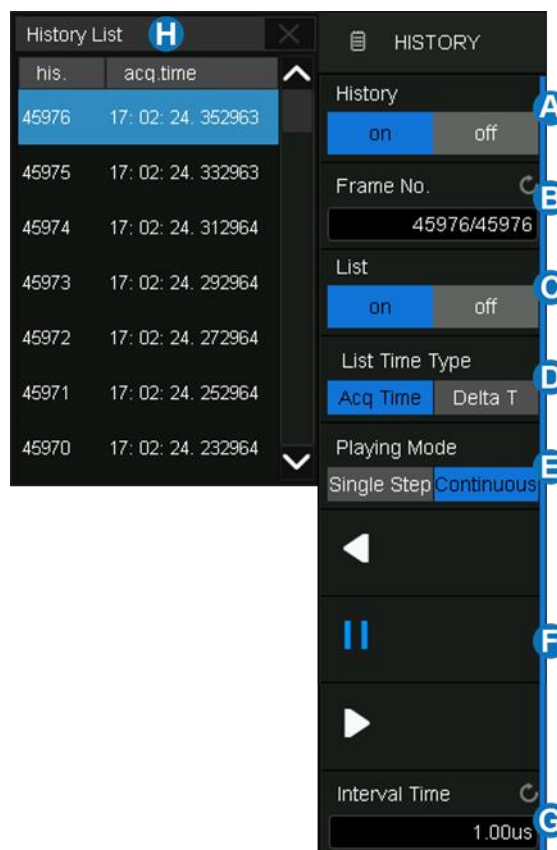 History List H
his. acq.time
45976 17: 02: 24. 352963
45975 17: 02: 24. 332963
45974 17: 02: 24. 312964
45973 17: 02: 24. 292964
45972 17: 02: 24. 272964
45971 17: 02: 24. 252964
45970 17: 02: 24. 232964
HISTORY
History A
on off
Frame No. B
45976/45976
List C
on off
List Time Type D
Acq Time Delta T
Playing Mode E
Single Step Continuous
F
Interval Time
1.00us G